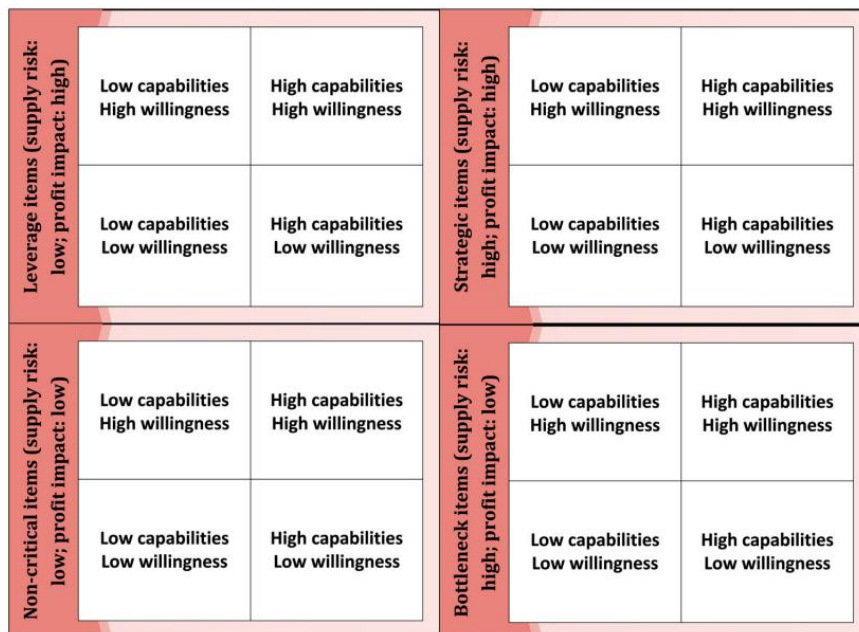 Leverage items (supply risk:
low; profit impact: high)
Low capabilities
High willingness
High capabilities
High willingness
Low capabilities
Low willingness
High capabilities
Low willingness
Strategic items (supply risk:
high; profit impact: high)
Low capabilities
High willingness
High capabilities
High willingness
Low capabilities
Low willingness
High capabilities
Low willingness
Non-critical items (supply risk:
low; profit impact: low)
Low capabilities
High willingness
High capabilities
High willingness
Low capabilities
Low willingness
High capabilities
Low willingness
Bottleneck items (supply risk:
high; profit impact: low)
Low capabilities
High willingness
High capabilities
High willingness
Low capabilities
Low willingness
High capabilities
Low willingness